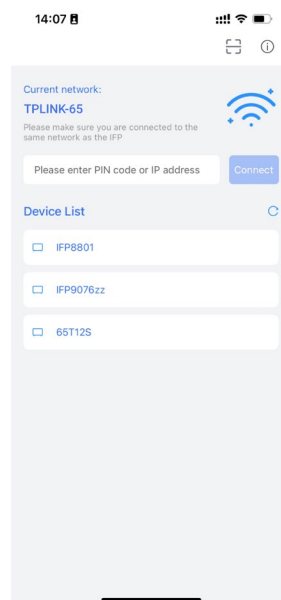 14:07
Current network:
TPLINK-65
Please make sure you are connected to the
same network as the IFP
Please enter PIN code or IP address
Connect
Device List
IFP8801
IFP9076zz
65T12S